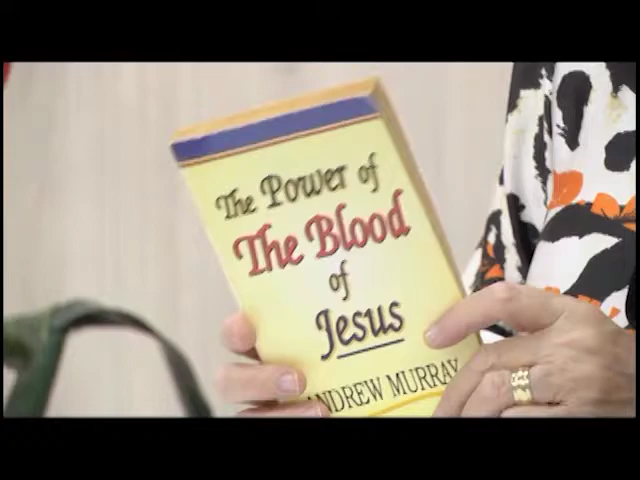 The Power of
The Blood
of
Jesus
ANDREW MURRAY